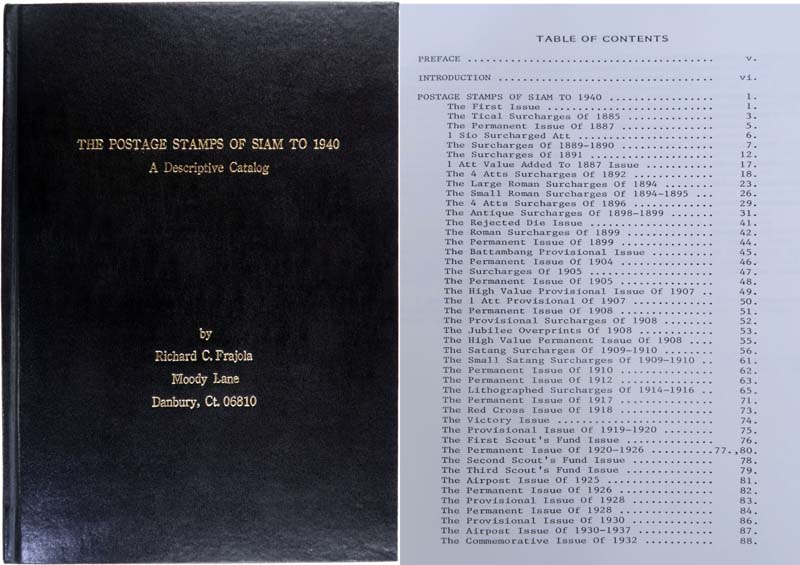 THE POSTAGE STAMPS OF SIAM TO 1940
A Descriptive Catalog
by
Richard C. Frajola
Moody Lane
Danbury, Ct. 06810
TABLE OF CONTENTS
PREFACE ........................................ v.
INTRODUCTION ................................... vi.
POSTAGE STAMPS OF SIAM TO 1940 ................. 1.
The First Issue ........................... 1.
The Tical Surcharges Of 1885 .............. 3.
The Permanent Issue Of 1887 ............... 5.
1 Sio Surcharged Att ...................... 6.
The Surcharges Of 1889-1890 ............... 7.
The Surcharges Of 1891 .................... 12.
1 Att Value Added To 1887 Issue ........... 17.
The 4 Atts Surcharges Of 1892 ............. 18.
The Large Roman Surcharges Of 1894 ........ 23.
The Small Roman Surcharges Of 1894-1895 ... 26.
The 4 Atts Surcharges Of 1896 ............. 29.
The Antique Surcharges Of 1898-1899 ....... 31.
The Rejected Die Issue .................... 41.
The Roman Surcharges Of 1899 .............. 42.
The Permanent Issue Of 1899 ............... 44.
The Battambang Provisional Issue .......... 45.
The Permanent Issue Of 1904 ............... 46.
The Surcharges Of 1905 .................... 47.
The Permanent Issue Of 1905 ............... 48.
The High Value Provisional Issue Of 1907 .. 49.
The 1 Att Provisional Of 1907 ............. 50.
The Permanent Issue Of 1908 ............... 51.
The Provisional Surcharges Of 1908 ........ 52.
The Jubilee Overprints Of 1908 ............ 53.
The High Value Permanent Issue Of 1908 .... 55.
The Satang Surcharges Of 1909-1910 ........ 56.
The Small Satang Surcharges Of 1909-1910 .. 61.
The Permanent Issue Of 1910 ............... 62.
The Permanent Issue Of 1912 ............... 63.
The Lithographed Surcharges Of 1914-1916 .. 65.
The Permanent Issue Of 1917 ............... 71.
The Red Cross Issue Of 1918 ............... 73.
The Victory Issue ......................... 74.
The Provisional Issue Of 1919-1920 ........ 75.
The First Scout's Fund Issue .............. 76.
The Permanent Issue Of 1920-1926 ..........77.,80.
The Second Scout's Fund Issue ............. 78.
The Third Scout's Fund Issue .............. 79.
The Airpost Issue Of 1925 ................. 81.
The Permanent Issue Of 1926 ............... 82.
The Provisional Issue Of 1928 ............. 83.
The Permanent Issue Of 1928 ............... 84.
The Provisional Issue Of 1930 ............. 86.
The Airpost Issue Of 1930-1937 ............ 87.
The Commemorative Issue Of 1932 ........... 88.